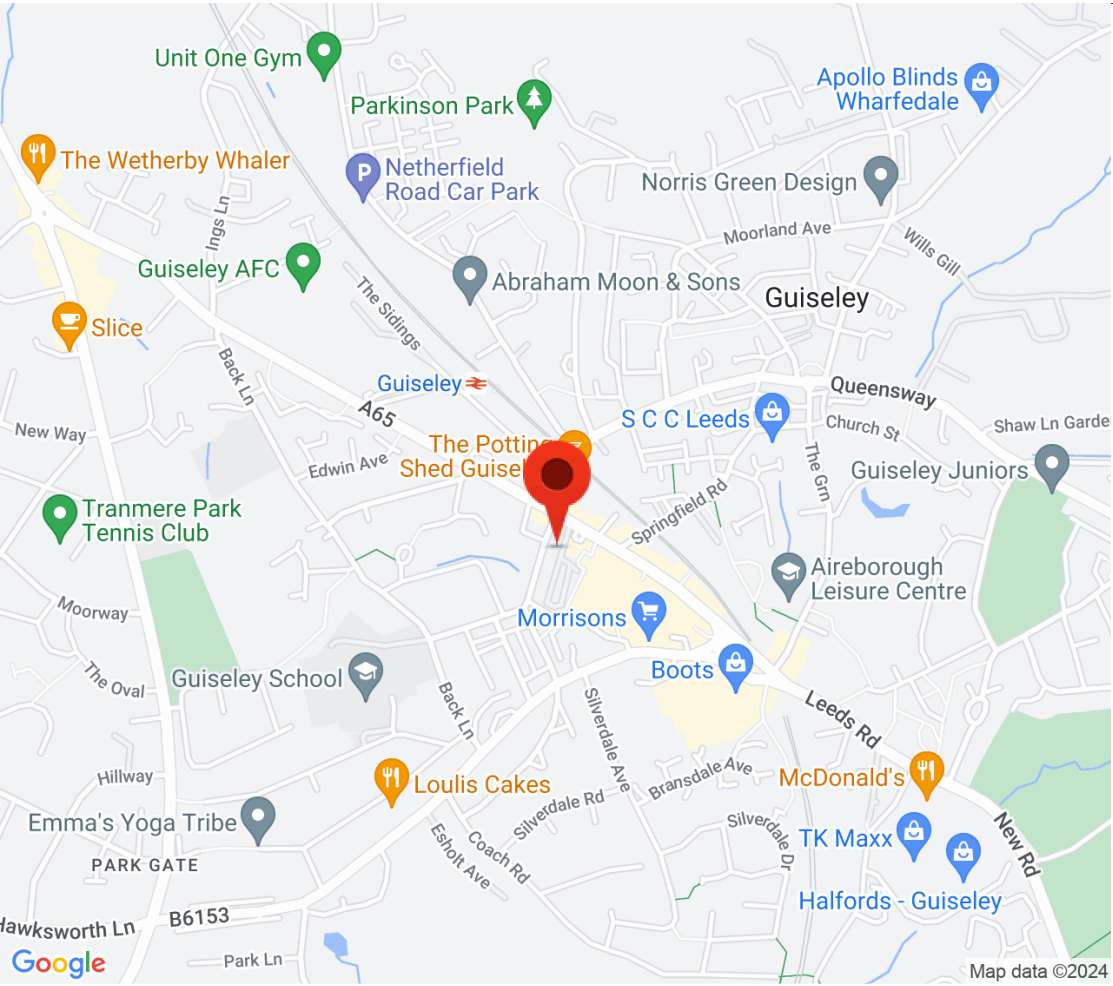 Unit One Gym
Parkinson Park
Apollo Blinds
Wharfedale
The Wetherby Whaler
P
Netherfield
Road Car Park
Norris Green Design
Ings Ln
Moorland Ave
Wills Gill
Guiseley AFC
Abraham Moon & Sons
The Sidings
Guiseley
Slice
Back Ln
Guiseley
Queensway
A65
S C C Leeds
Church St
Shaw Ln Garde
New Way
The Potting
Shed Guisel
Edwin Ave
The Grn
Guiseley Juniors
Tranmere Park
Tennis Club
Springfield Rd
Aireborough
Leisure Centre
Moorway
Morrisons
The Oval
Guiseley School
Boots
Back Ln
Silverdale Ave
Leeds Rd
Hillway
Loulis Cakes
Bransdale Ave
McDonald's
Silverdale Rd
Emma's Yoga Tribe
Silverdale Dr
TK Maxx
New Rd
PARK GATE
Esholt Ave
Coach Rd
Halfords - Guiseley
Hawksworth Ln
B6153
Park Ln
Google
Map data ©2024